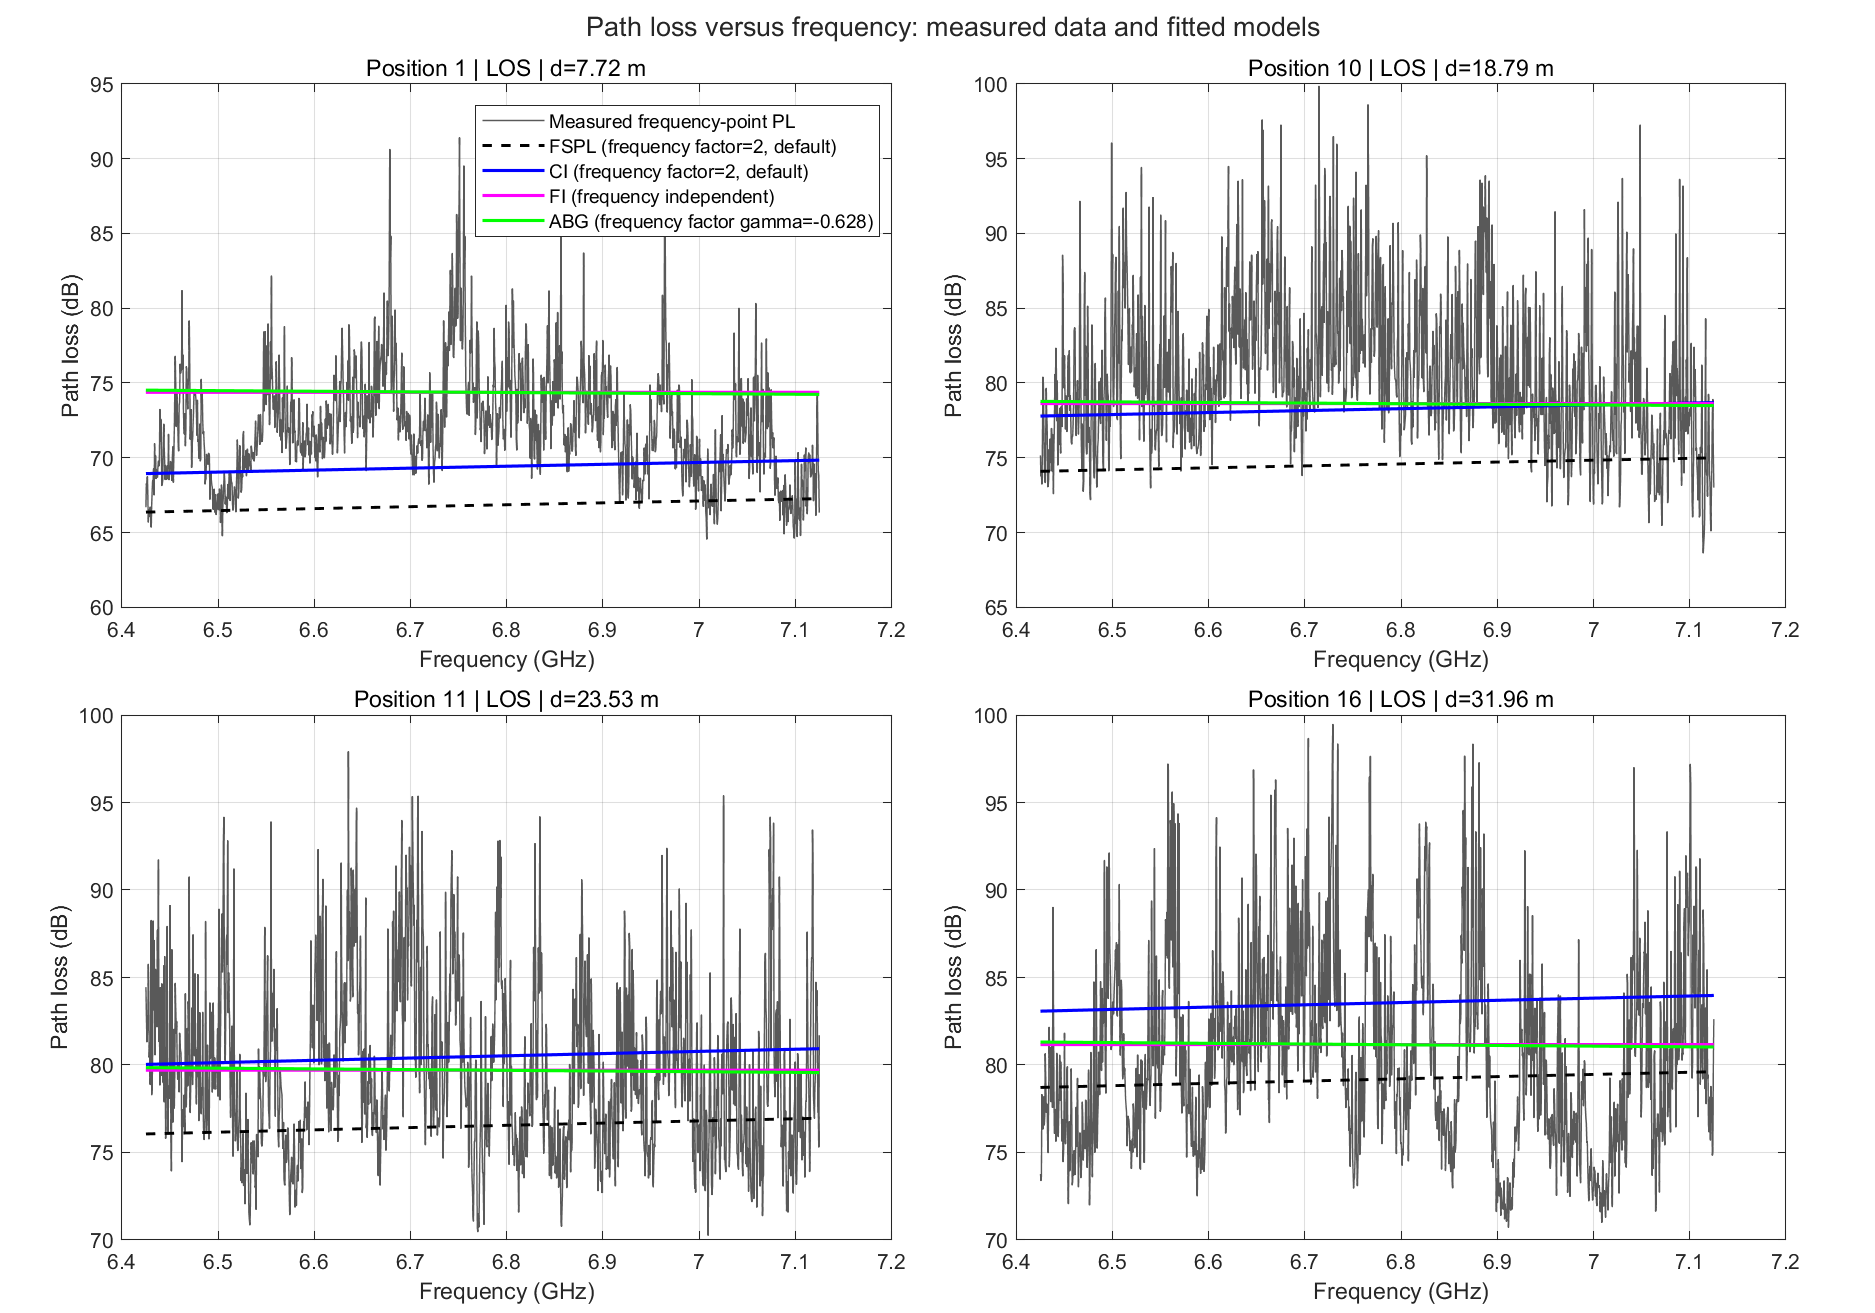 Path loss versus frequency: measured data and fitted models
Position 1 | LOS | d=7.72 m
95
90
85
80
75
70
65
60
Path loss (dB)
Measured frequency-point PL
FSPL (frequency factor=2, default)
CI (frequency factor=2, default)
FI (frequency independent)
ABG (frequency factor gamma=-0.628)
6.4 6.5 6.6 6.7 6.8 6.9 7 7.1 7.2
Frequency (GHz)
Position 10 | LOS | d=18.79 m
100
95
90
85
80
75
70
65
Path loss (dB)
6.4 6.5 6.6 6.7 6.8 6.9 7 7.1 7.2
Frequency (GHz)
Position 11 | LOS | d=23.53 m
100
95
90
85
80
75
70
Path loss (dB)
6.4 6.5 6.6 6.7 6.8 6.9 7 7.1 7.2
Frequency (GHz)
Position 16 | LOS | d=31.96 m
100
95
90
85
80
75
70
Path loss (dB)
6.4 6.5 6.6 6.7 6.8 6.9 7 7.1 7.2
Frequency (GHz)